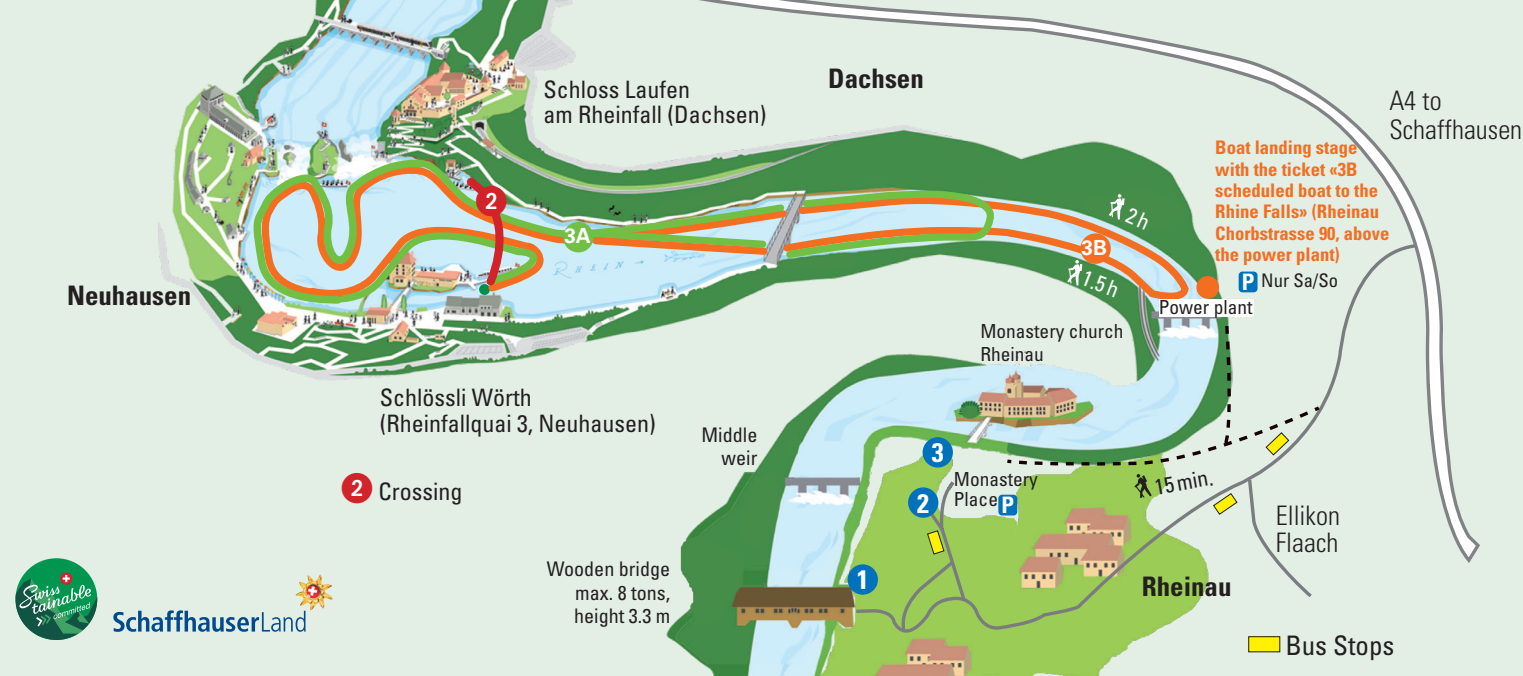 Schloss Laufen
am Rheinfall (Dachsen)
Dachsen
A4 to
Schaffhausen
Boat landing stage
with the ticket «3B
scheduled boat to the
Rhine Falls» (Rheinau
Chorbstrasse 90, above
the power plant)
P Nur Sa/So
2
3A
RHEIN
2h
3B
1.5h
Neuhausen
Power plant
Monastery church
Rheinau
Schlössli Wörth
(Rheinfallquai 3, Neuhausen)
Middle
weir
3
2 Crossing
Monastery
Place P
2
15 min.
Ellikon
Flaach
Wooden bridge
max. 8 tons,
height 3.3 m
1
Rheinau
Swiss
tainable
committed
SchaffhauserLand
Bus Stops